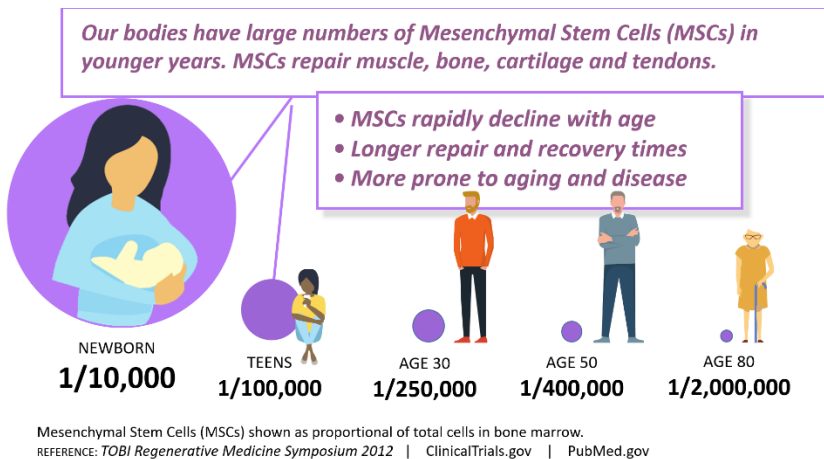 Our bodies have large numbers of Mesenchymal Stem Cells (MSCs) in
younger years. MSCs repair muscle, bone, cartilage and tendons.
• MSCs rapidly decline with age
• Longer repair and recovery times
• More prone to aging and disease
NEWBORN
1/10,000
TEENS
1/100,000
AGE 30
1/250,000
AGE 50
1/400,000
AGE 80
1/2,000,000
Mesenchymal Stem Cells (MSCs) shown as proportional of total cells in bone marrow.
REFERENCE: TOBI Regenerative Medicine Symposium 2012 | ClinicalTrials.gov | PubMed.gov